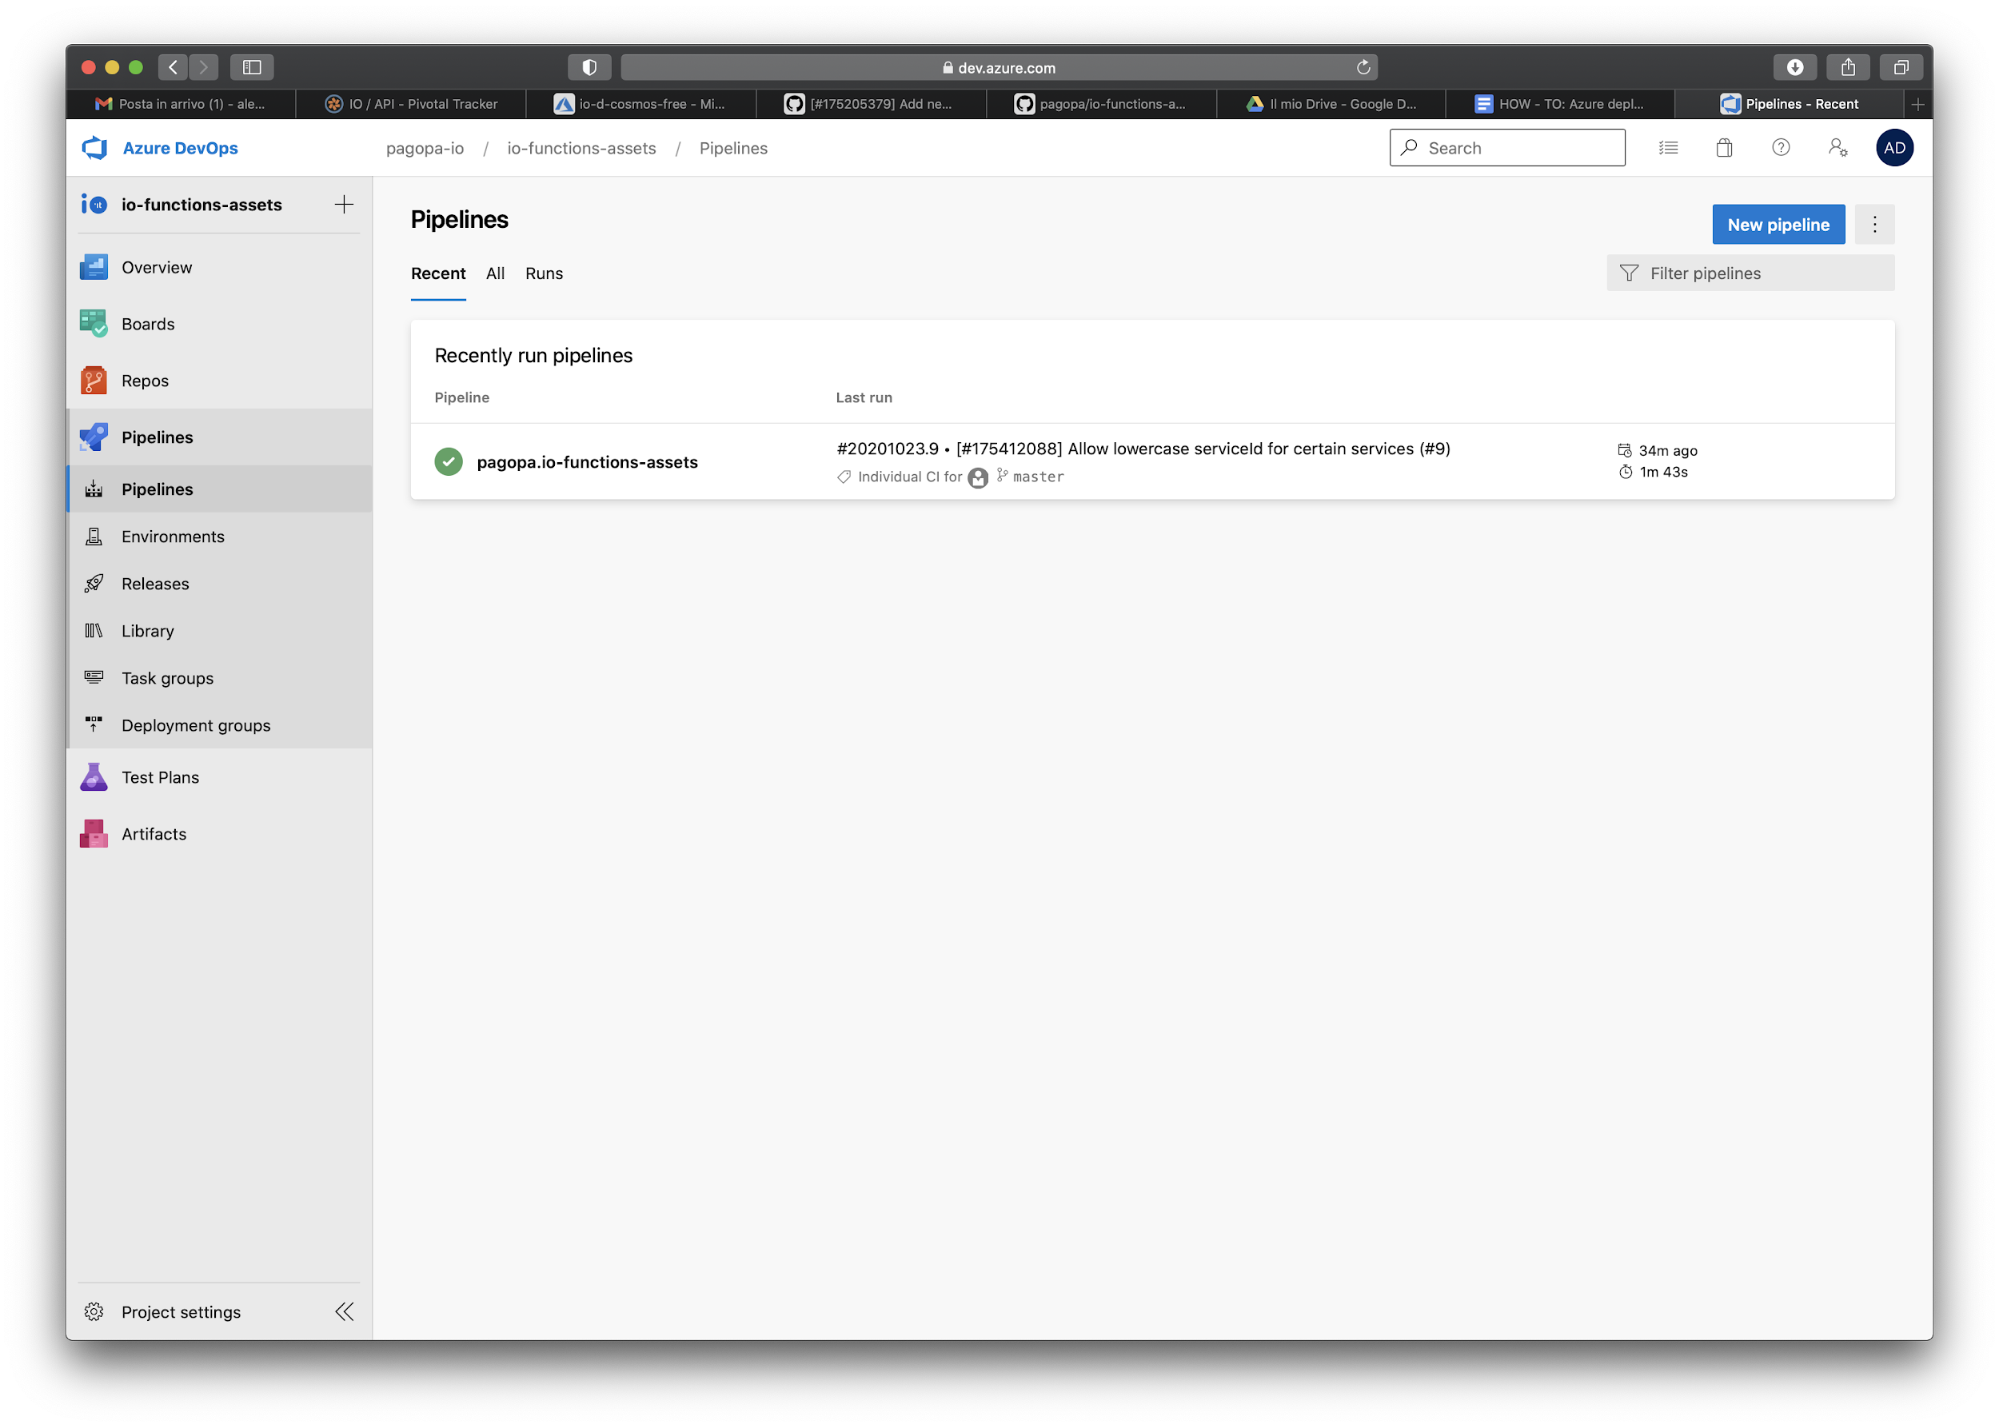 dev.azure.com
Posta in arrivo (1) - ale...
IO / API - Pivotal Tracker
io-d-cosmos-free - Mi...
[#175205379] Add ne...
pagopa/io-functions-a...
Il mio Drive - Google D...
HOW - TO: Azure depl...
Pipelines - Recent
Azure DevOps
pagopa-io / io-functions-assets / Pipelines
Search
AD
io-functions-assets
Overview
Boards
Repos
Pipelines
Pipelines
Environments
Releases
Library
Task groups
Deployment groups
Test Plans
Artifacts
Project settings
Pipelines
New pipeline
Recent All Runs
Filter pipelines
Recently run pipelines
Pipeline Last run
pagopa.io-functions-assets
#20201023.9 • [#175412088] Allow lowercase serviceId for certain services (#9)
Individual CI for master
34m ago
1m 43s